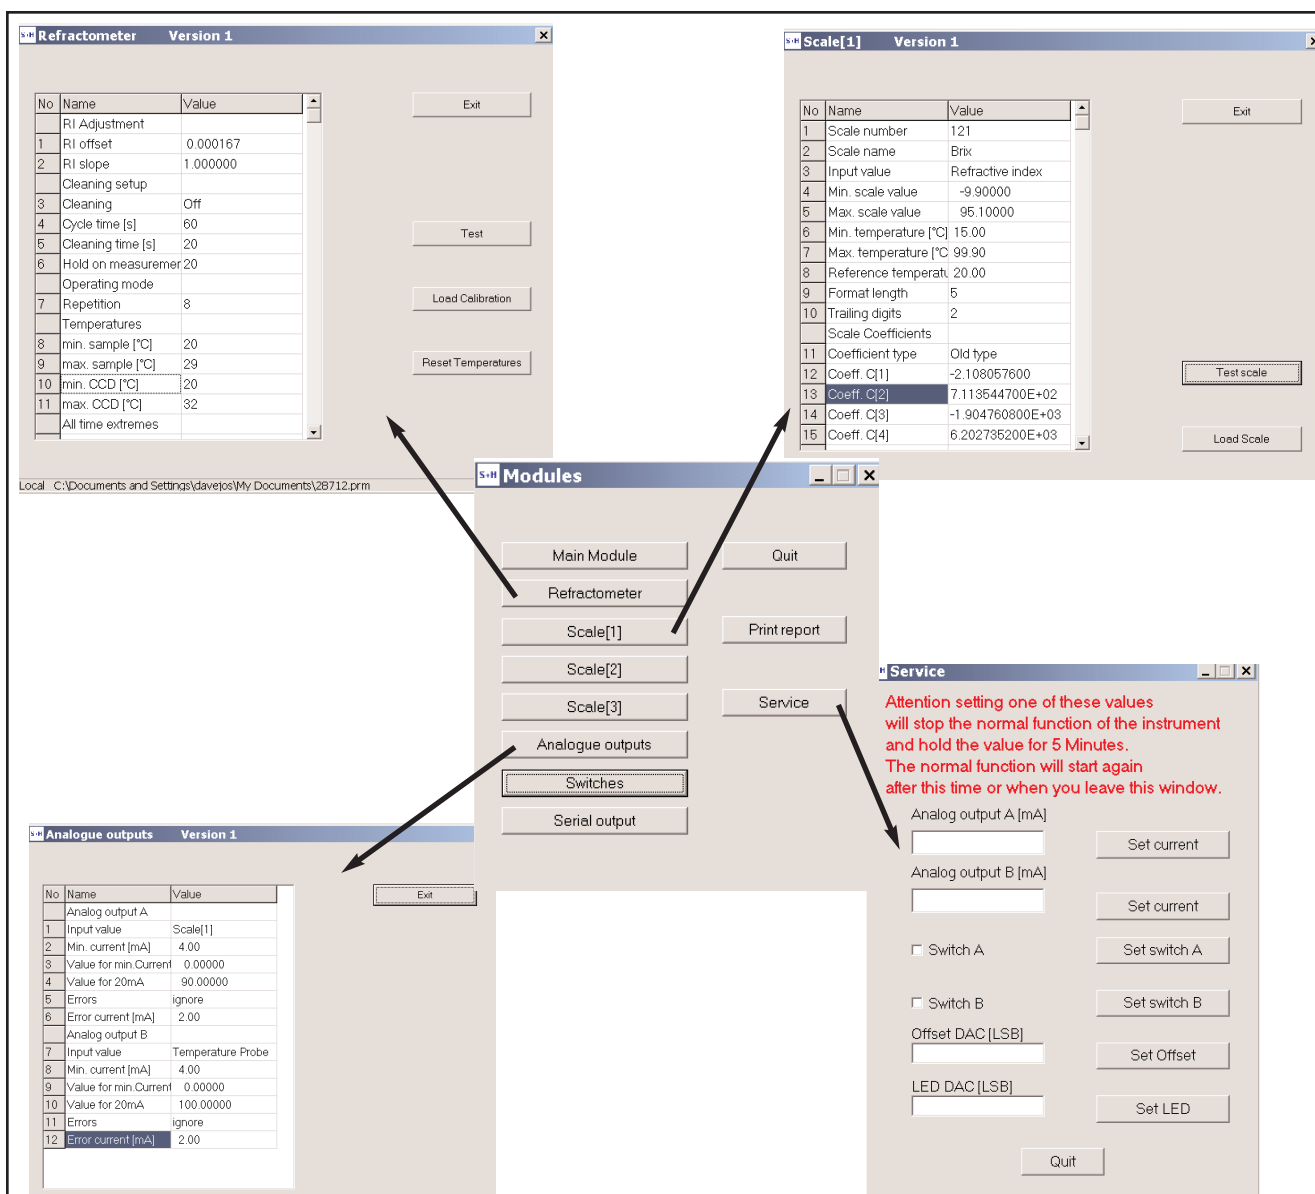 S+H Refractometer Version 1
No Name Value
RI Adjustment
1 RI offset 0.000167
2 RI slope 1.000000
Cleaning setup
3 Cleaning Off
4 Cycle time [s] 60
5 Cleaning time [s] 20
6 Hold on measuremer 20
Operating mode
7 Repetition 8
Temperatures
8 min. sample [°C] 20
9 max. sample [°C] 29
10 min. CCD [°C] 20
11 max. CCD [°C] 32
All time extremes
Exit
Test
Load Calibration
Reset Temperatures
Local C:\Documents and Settings\davejos\My Documents\28712.prm
S+H Scale[1] Version 1
No Name Value
1 Scale number 121
2 Scale name Brix
3 Input value Refractive index
4 Min. scale value -9.90000
5 Max. scale value 95.10000
6 Min. temperature [°C] 15.00
7 Max. temperature [°C 99.90
8 Reference temperatu 20.00
9 Format length 5
10 Trailing digits 2
Scale Coefficients
11 Coefficient type Old type
12 Coeff. C[1] -2.108057600
13 Coeff. C[2] 7.113544700E+02
14 Coeff. C[3] -1.904760800E+03
15 Coeff. C[4] 6.202735200E+03
Exit
Test scale
Load Scale
S+H Modules
Main Module
Refractometer
Scale[1]
Scale[2]
Scale[3]
Analogue outputs
Switches
Serial output
Quit
Print report
Service
S+H Analogue outputs Version 1
No Name Value
Analog output A
1 Input value Scale[1]
2 Min. current [mA] 4.00
3 Value for min.Current 0.00000
4 Value for 20mA 90.00000
5 Errors ignore
6 Error current [mA] 2.00
Analog output B
7 Input value Temperature Probe
8 Min. current [mA] 4.00
9 Value for min.Current 0.00000
10 Value for 20mA 100.00000
11 Errors ignore
12 Error current [mA] 2.00
Exit
Service
Attention setting one of these values
will stop the normal function of the instrument
and hold the value for 5 Minutes.
The normal function will start again
after this time or when you leave this window.
Analog output A [mA]
Set current
Analog output B [mA]
Set current
Switch A
Set switch A
Switch B
Set switch B
Offset DAC [LSB]
Set Offset
LED DAC [LSB]
Set LED
Quit